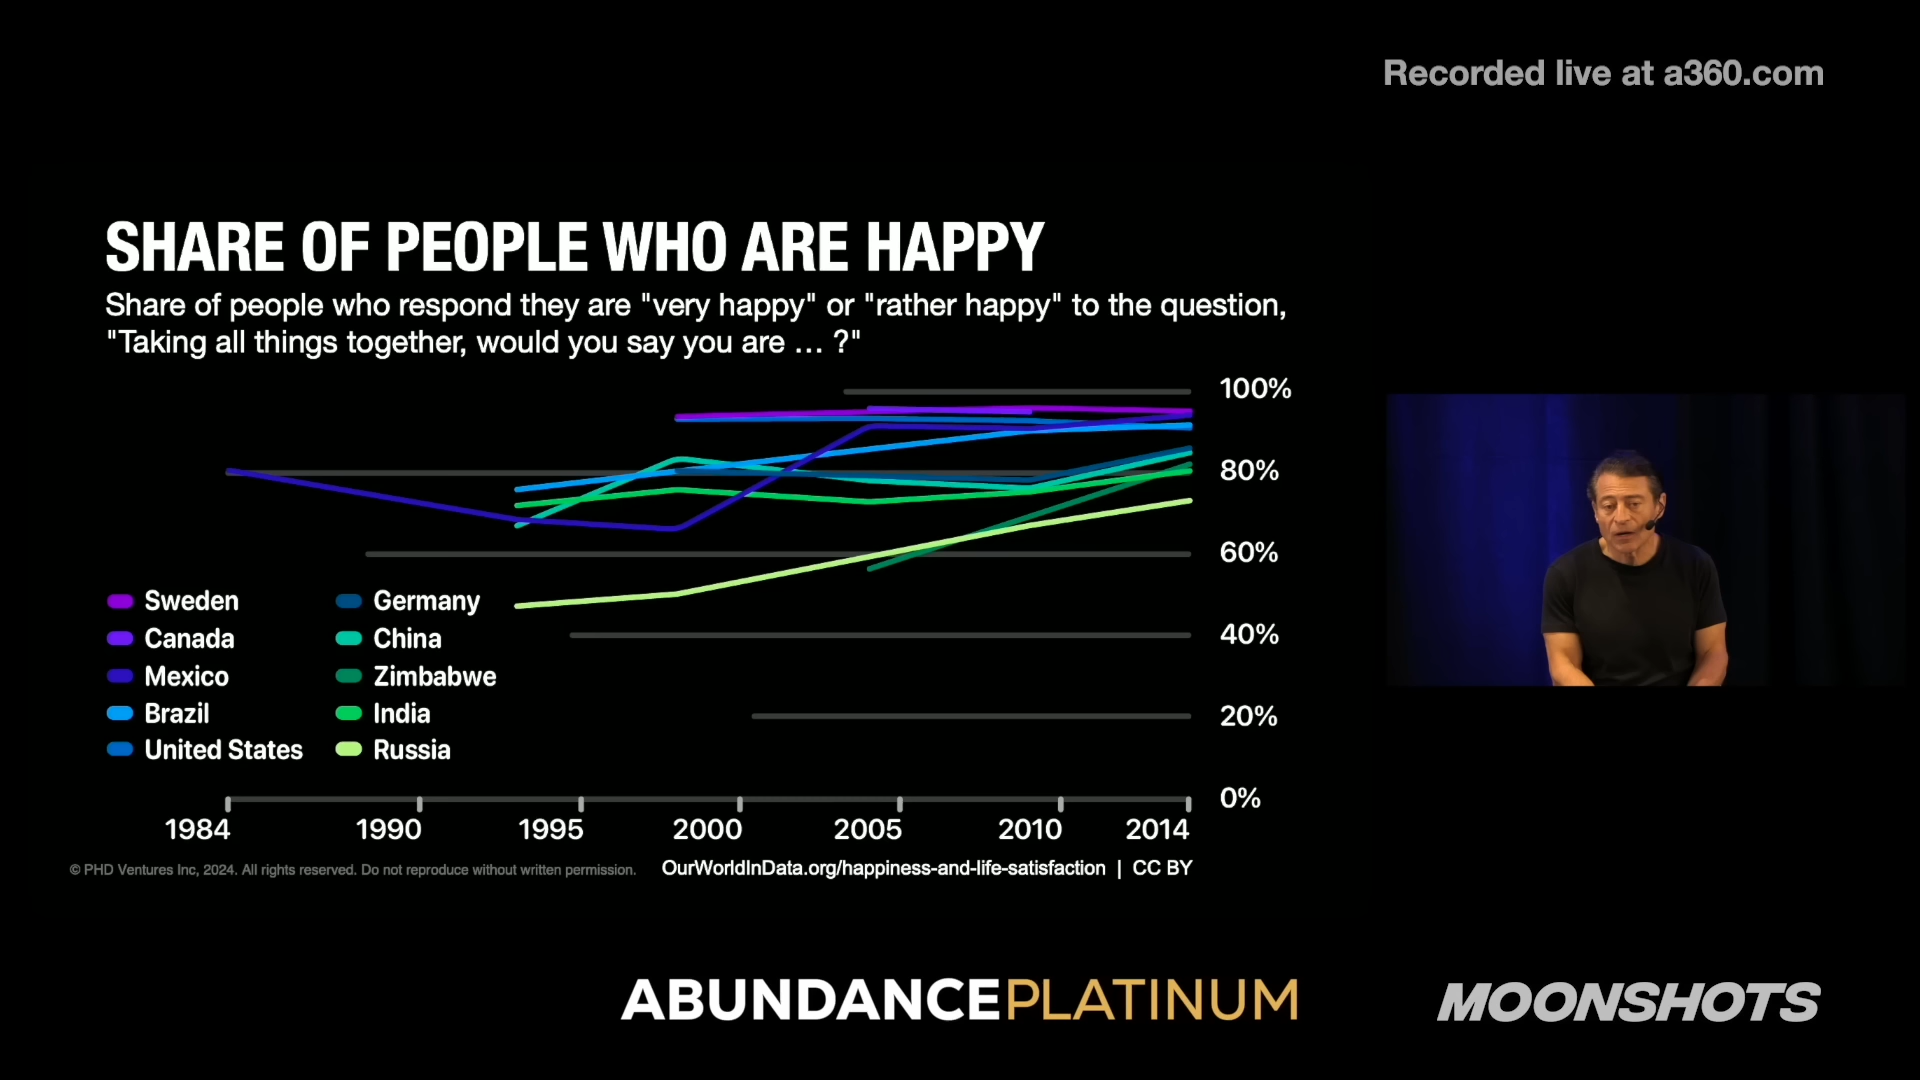 Recorded live at a360.com
SHARE OF PEOPLE WHO ARE HAPPY
Share of people who respond they are "very happy" or "rather happy" to the question,
"Taking all things together, would you say you are ... ?"
100%
80%
60%
40%
20%
0%
Sweden
Canada
Mexico
Brazil
United States
Germany
China
Zimbabwe
India
Russia
1984 1990 1995 2000 2005 2010 2014
© PHD Ventures Inc, 2024. All rights reserved. Do not reproduce without written permission.
OurWorldInData.org/happiness-and-life-satisfaction | CC BY
ABUNDANCEPLATINUM
MOONSHOTS